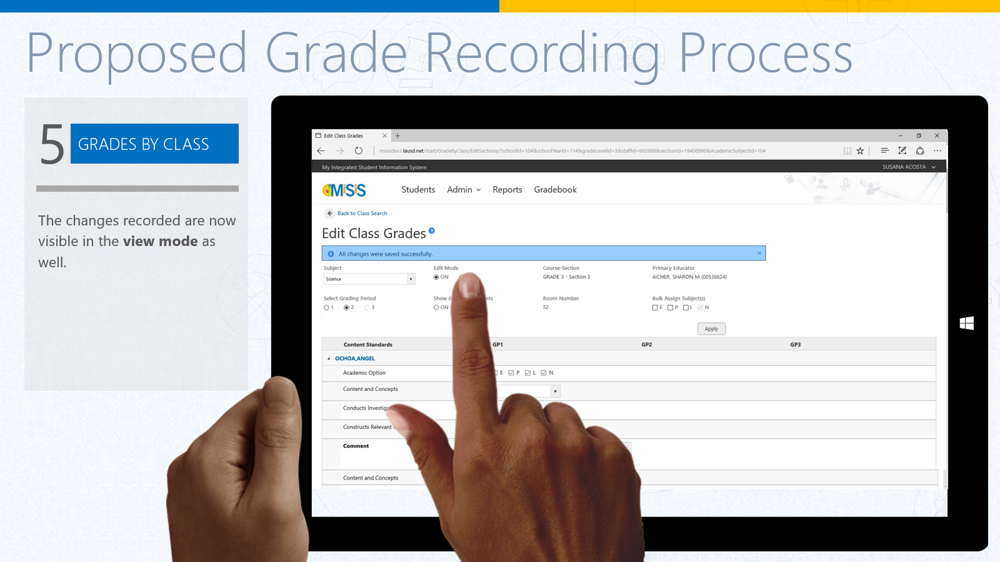 Proposed Grade Recording Process
5 GRADES BY CLASS
The changes recorded are now
visible in the view mode as
well.
Edit Class Grades
misisdev2.lausd.net/start/GradeByClass/EditSections/?schoolId=104&schoolYearId=114&gradeLevelId=3&staffId=602686&sectionId=19408990&AcademicSubjectId=104
My Integrated Student Information System SUSANA ACOSTA
MiSiS Students Admin Reports Gradebook
Back to Class Search
Edit Class Grades
All changes were saved successfully.
Subject Edit Mode Course-Section Primary Educator
Science ON GRADE 3 - Section 3 AICHER, SHARON M (00536624)
Select Grading Period Show Room Number Bulk Assign Subject(s)
1 2 3 ON 52 E P L N
Apply
Content Standards GP1 GP2 GP3
OCHOA,ANGEL
Academic Option E P L N
Content and Concepts
Conducts
Constructs Relevant
Comment
Content and Concepts